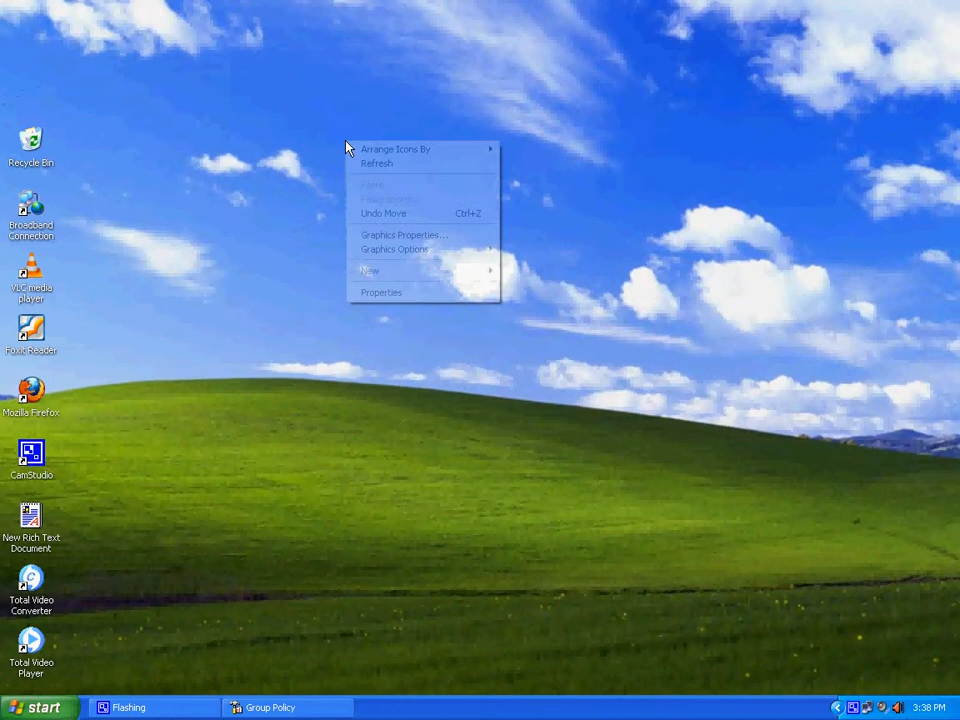 Recycle Bin
Broadband
Connection
VLC media
player
Foxit Reader
Mozilla Firefox
CamStudio
New Rich Text
Document
Total Video
Converter
Total Video
Player
Arrange Icons By
Refresh
Paste
Undo Move Ctrl+Z
Graphics Properties...
Graphics Options
New
Properties
start
Flashing
Group Policy
3:38 PM